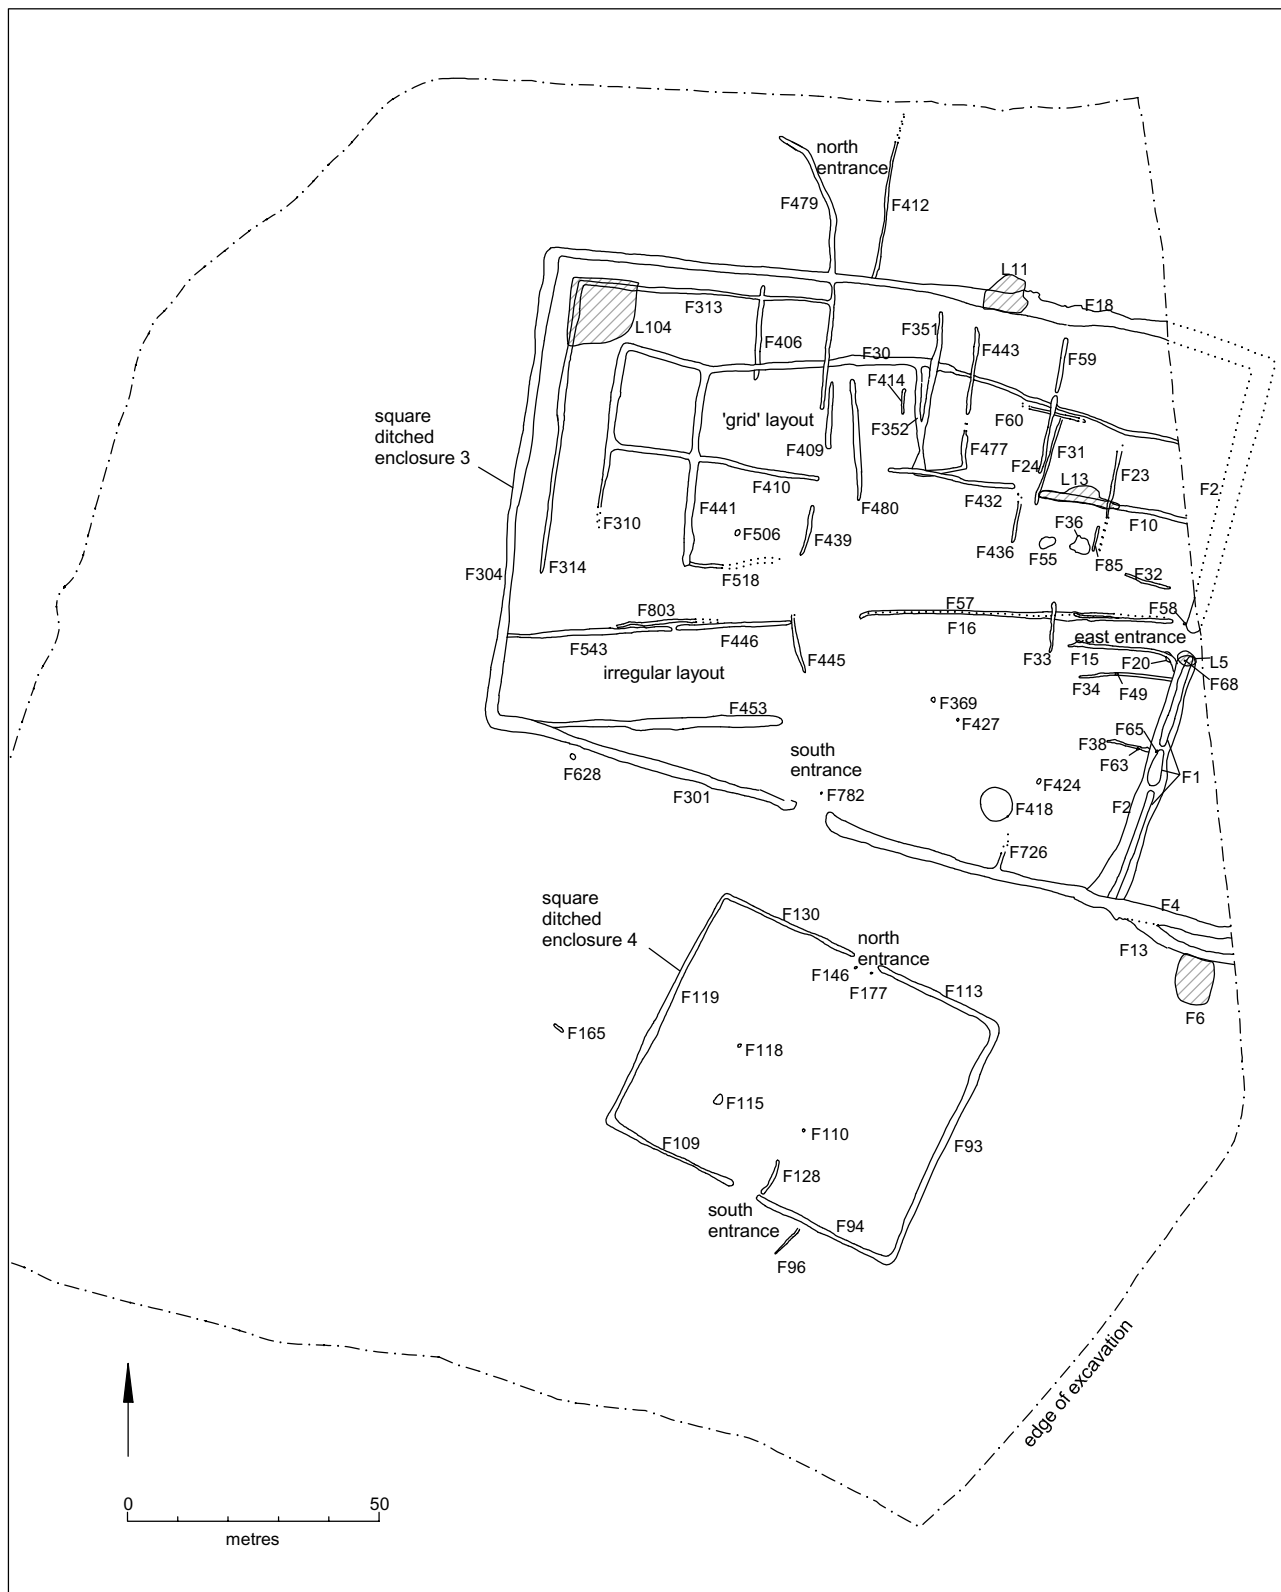 north
entrance
F479
F412
L11
F18
F313
L104
F351
F443
F406
F30
F59
F414
square
ditched
enclosure 3
'grid' layout
F60
F352
F409
F31
F477
F24
F23
L13
F410
F2
F432
F441
F480
F10
F310
F36
F506
F439
F436
F55
F85
F314
F304
F518
F32
F57
F58
F803
F16
F446
east entrance
F543
F445
F33
F15
F20
L5
irregular layout
F68
F34
F49
F369
F453
F427
F65
F38
south
entrance
F63
F628
F1
F424
F301
F782
F418
F2
F726
square
ditched
enclosure 4
F4
F130
north
entrance
F13
F146
F177
F113
F119
F6
F165
F118
F115
F110
F109
F93
F128
south
entrance
F94
F96
edge of excavation
0
50
metres